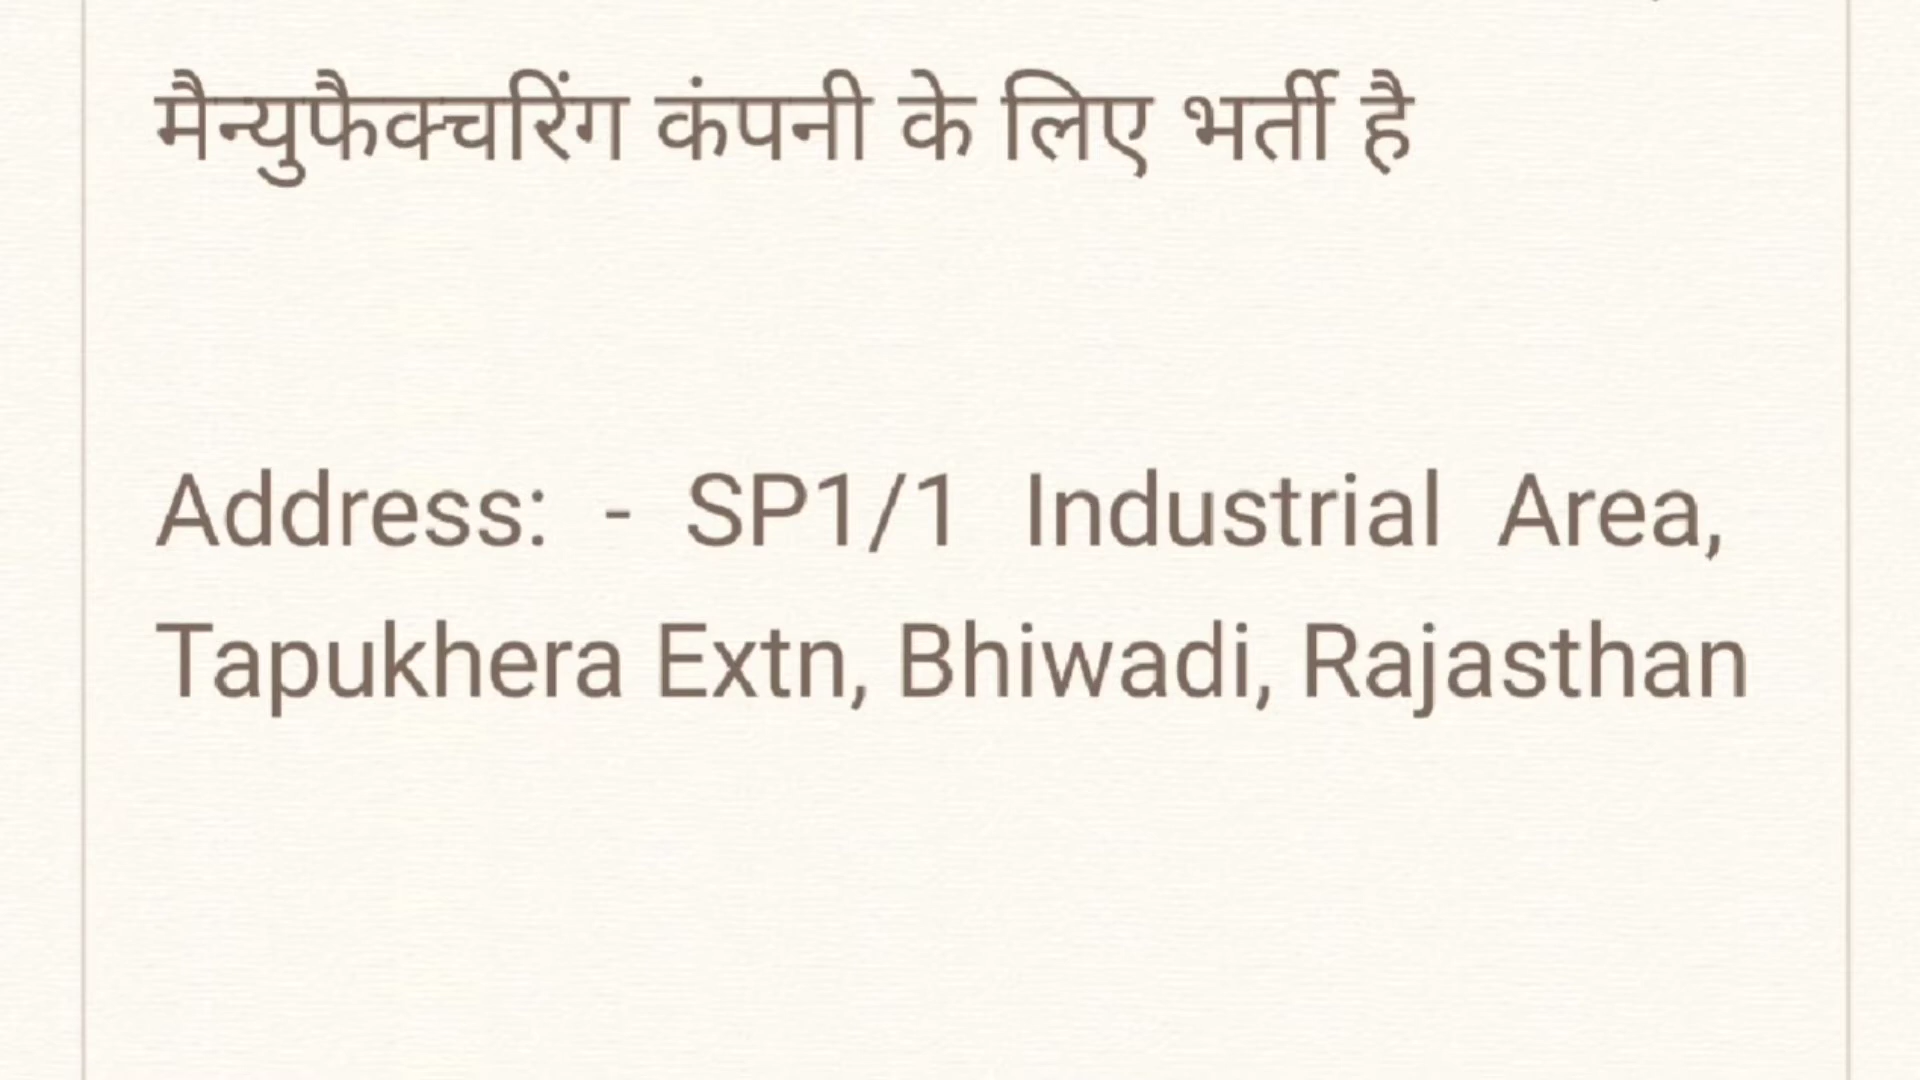 मैन्युफैक्चरिंग कंपनी के लिए भर्ती है
Address: - SP1/1 Industrial Area,
Tapukhera Extn, Bhiwadi, Rajasthan